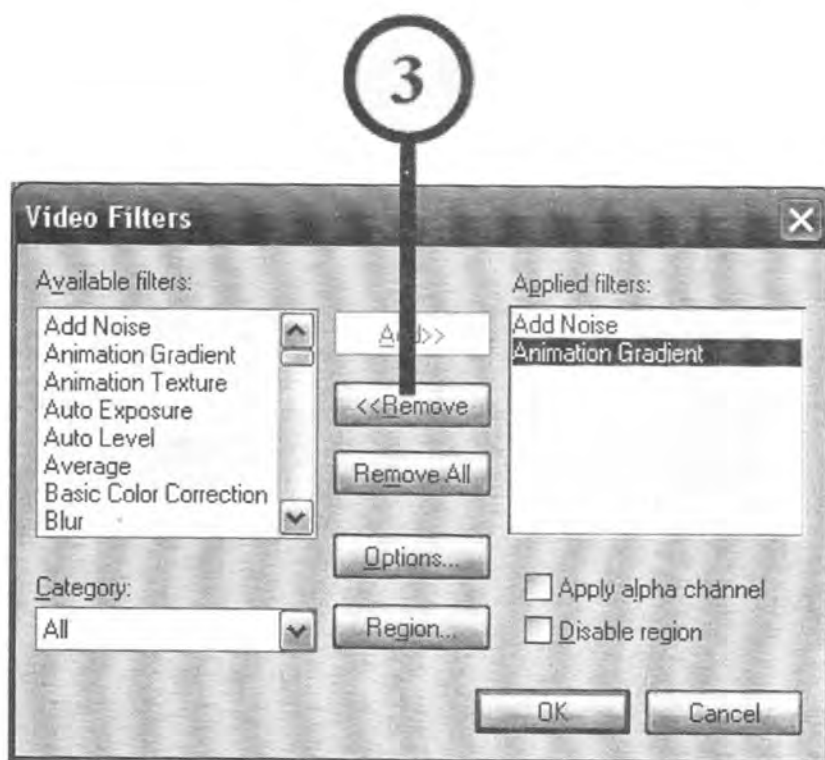 3
Video Filters
Available filters:
Add Noise
Animation Gradient
Animation Texture
Auto Exposure
Auto Level
Average
Basic Color Correction
Blur
Category:
All
Add>>
<<Remove
Remove All
Options...
Region...
Applied filters:
Add Noise
Animation Gradient
Apply alpha channel
Disable region
OK
Cancel